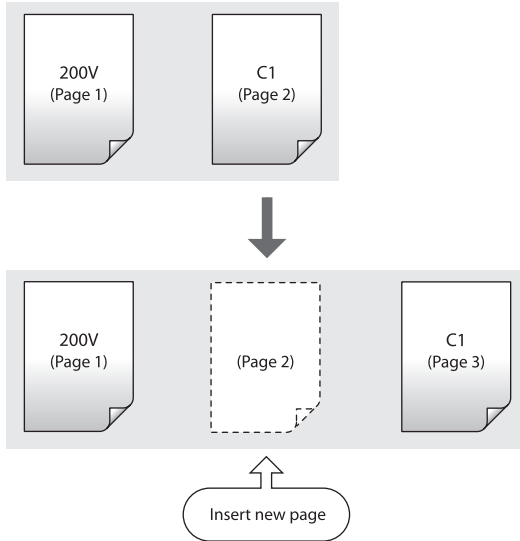 200V
(Page 1)
C1
(Page 2)
200V
(Page 1)
(Page 2)
C1
(Page 3)
Insert new page